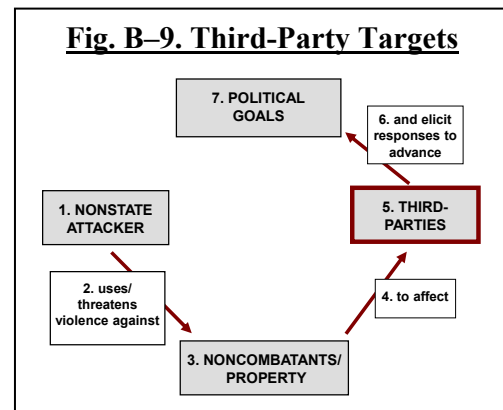 Fig. B–9. Third-Party Targets
7. POLITICAL
GOALS
6. and elicit
responses to
advance
1. NONSTATE
ATTACKER
5. THIRD-
PARTIES
2. uses/
threatens
violence against
4. to affect
3. NONCOMBATANTS/
PROPERTY